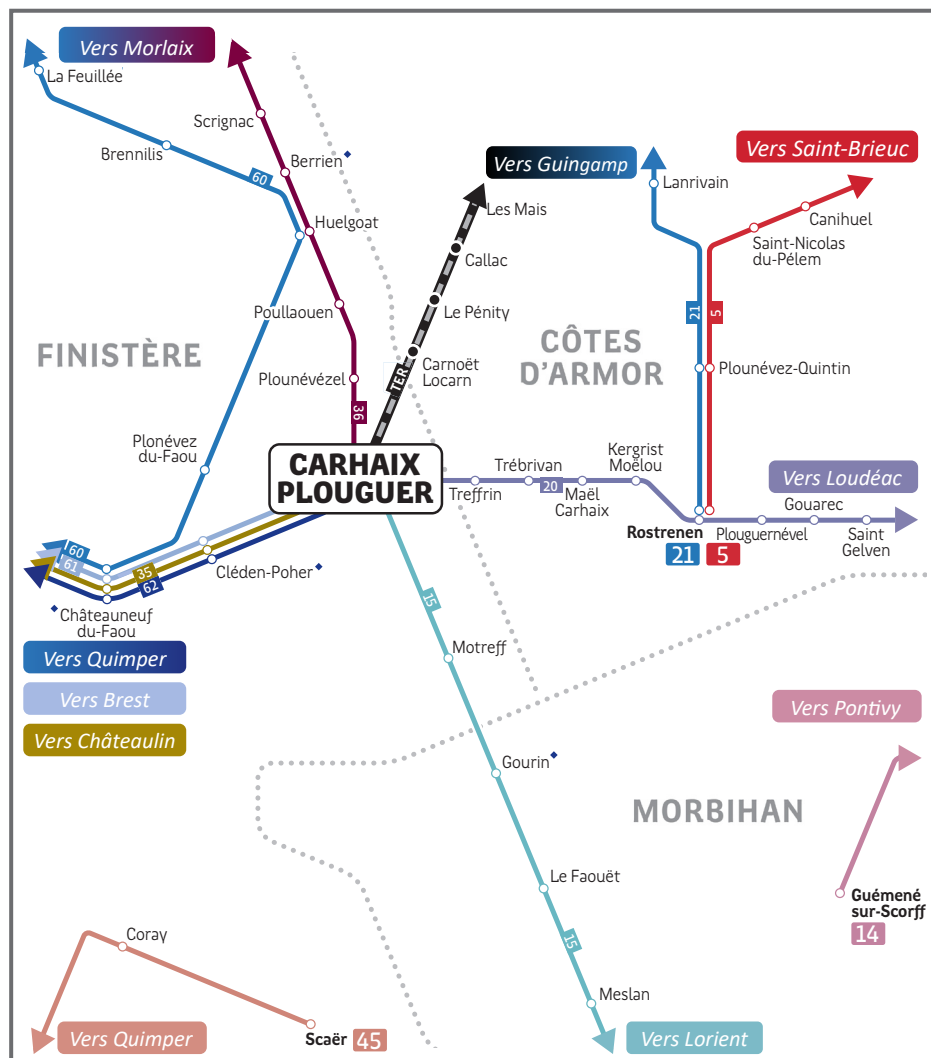 Vers Morlaix
La Feuillée
Scrignac
Brennilis
Berrien
60
Huelgoat
Poullaouen
Plounévézel
36
FINISTÈRE
Plonévez
du-Faou
Vers Guingamp
Les Mais
Callac
Le Pénity
Carnoët
Locarn
TER
CÔTES
D'ARMOR
Vers Saint-Brieuc
Lanrivain
Canihuel
Saint-Nicolas
du-Pélem
21
5
Plounévez-Quintin
CARHAIX
PLOUGUER
Treffrin
Trébrivan
20
Maël
Carhaix
Kergrist
Moëlou
Vers Loudéac
Rostrenen
21 5
Plouguernével
Gouarec
Saint
Gelven
60
61
35
62
Cléden-Poher
Châteauneuf
du-Faou
Vers Quimper
Vers Brest
Vers Châteaulin
15
Motreff
Gourin
Vers Pontivy
MORBIHAN
Le Faouët
Guémené
sur-Scorff
14
15
Coray
Meslan
Vers Quimper
Scaër 45
Vers Lorient